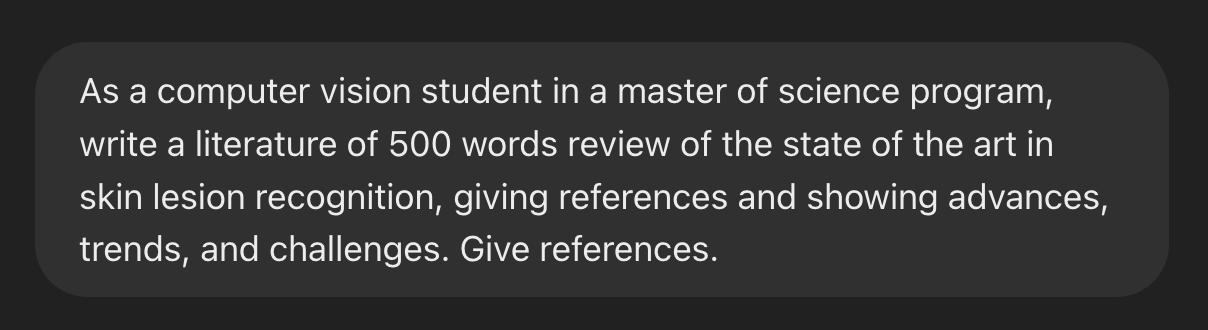 As a computer vision student in a master of science program,
write a literature of 500 words review of the state of the art in
skin lesion recognition, giving references and showing advances,
trends, and challenges. Give references.